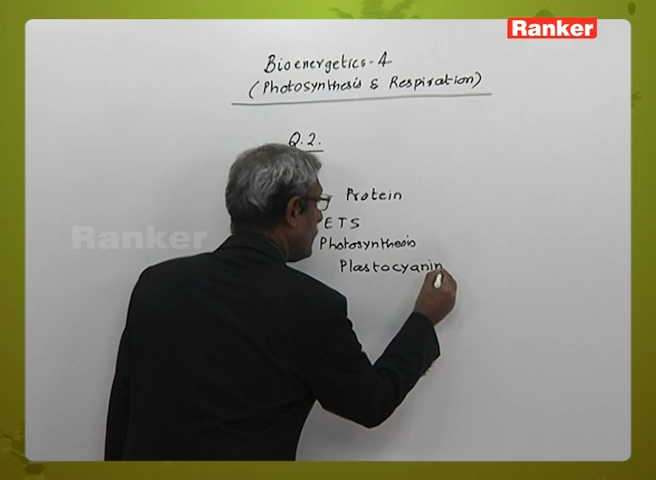 Ranker
Bioenergetics-4
(Photosynthesis & Respiration)
Q.2.
Protein
ETS
Photosynthesis
Plastocyanin
Ranker